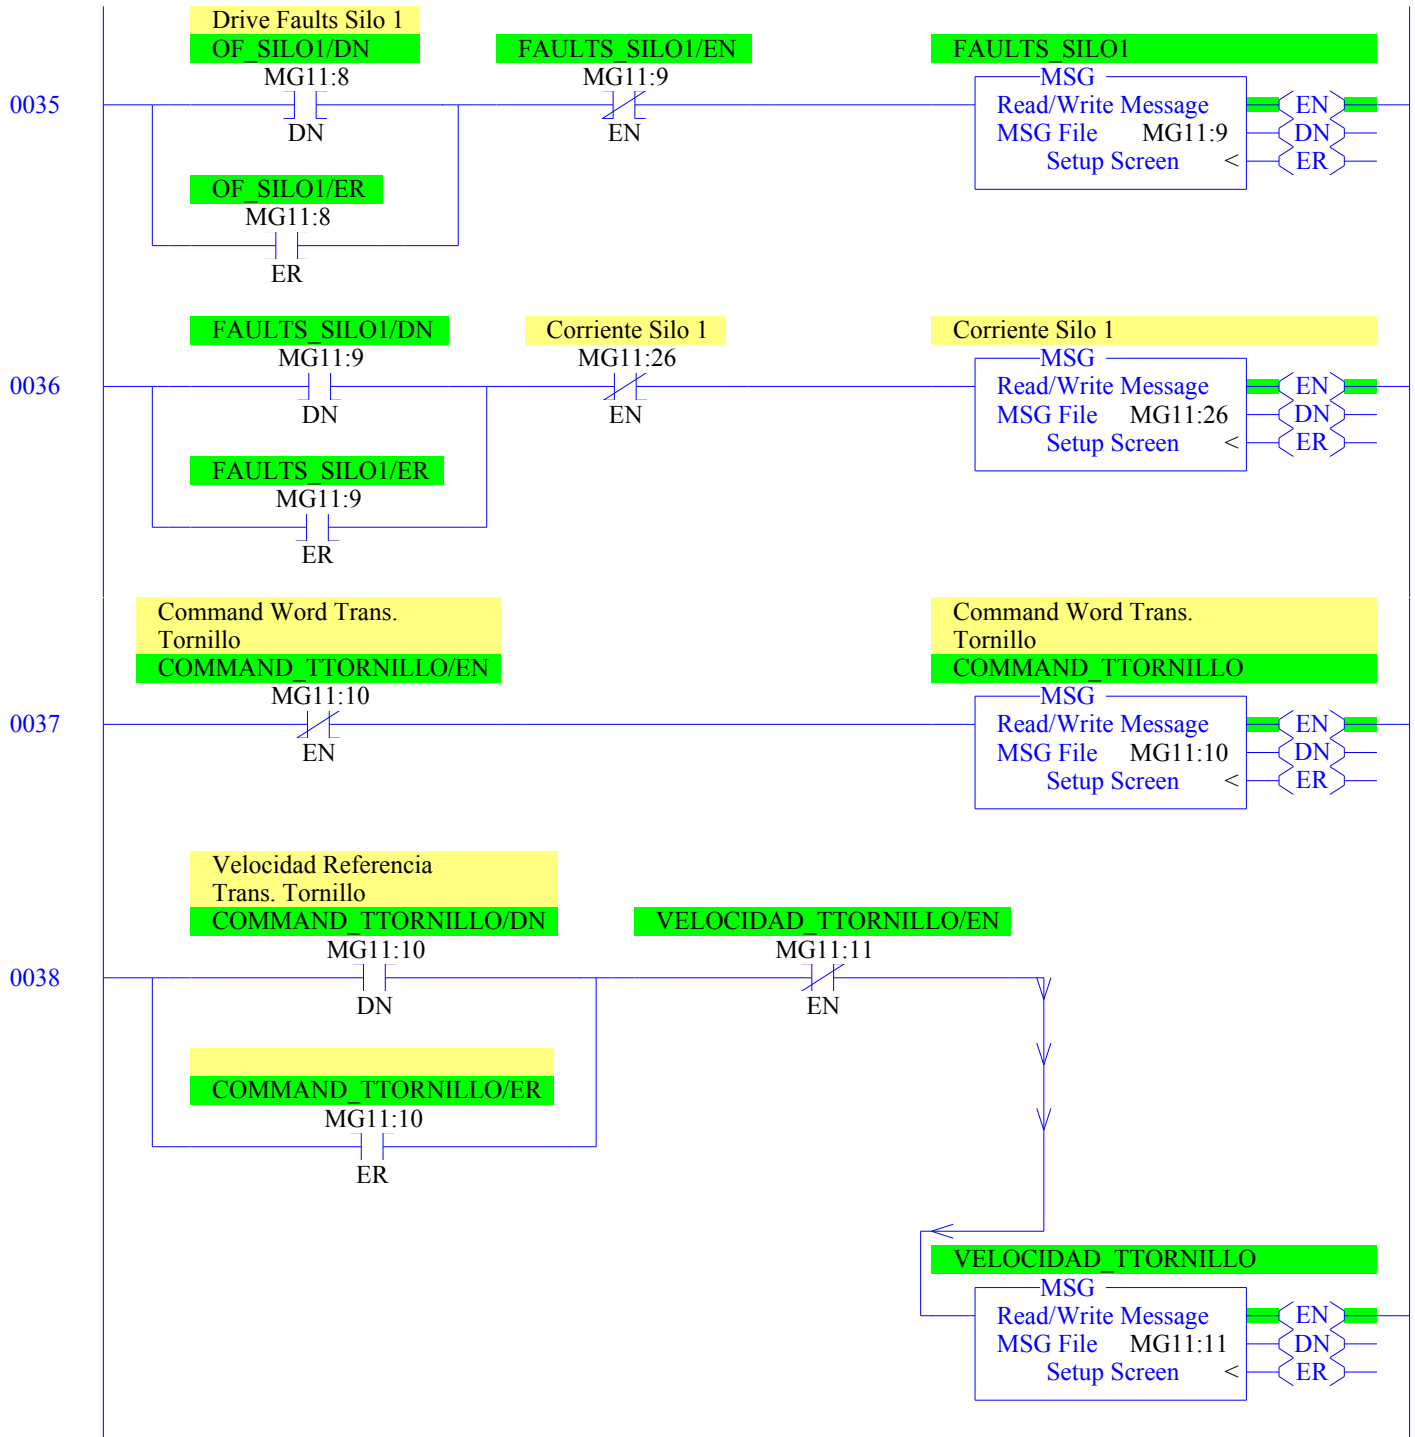 Drive Faults Silo 1
OF_SILO1/DN
MG11:8
DN
FAULTS_SILO1/EN
MG11:9
EN
FAULTS_SILO1
MSG
0035
Read/Write Message
MSG File MG11:9
Setup Screen <
EN
DN
ER
OF_SILO1/ER
MG11:8
ER
FAULTS_SILO1/DN
MG11:9
DN
Corriente Silo 1
MG11:26
EN
Corriente Silo 1
MSG
0036
Read/Write Message
MSG File MG11:26
Setup Screen <
EN
DN
ER
FAULTS_SILO1/ER
MG11:9
ER
Command Word Trans.
Tornillo
COMMAND_TTORNILLO/EN
MG11:10
EN
Command Word Trans.
Tornillo
COMMAND_TTORNILLO
MSG
0037
Read/Write Message
MSG File MG11:10
Setup Screen <
EN
DN
ER
Velocidad Referencia
Trans. Tornillo
COMMAND_TTORNILLO/DN
MG11:10
DN
VELOCIDAD_TTORNILLO/EN
MG11:11
EN
0038
COMMAND_TTORNILLO/ER
MG11:10
ER
VELOCIDAD_TTORNILLO
MSG
Read/Write Message
MSG File MG11:11
Setup Screen <
EN
DN
ER